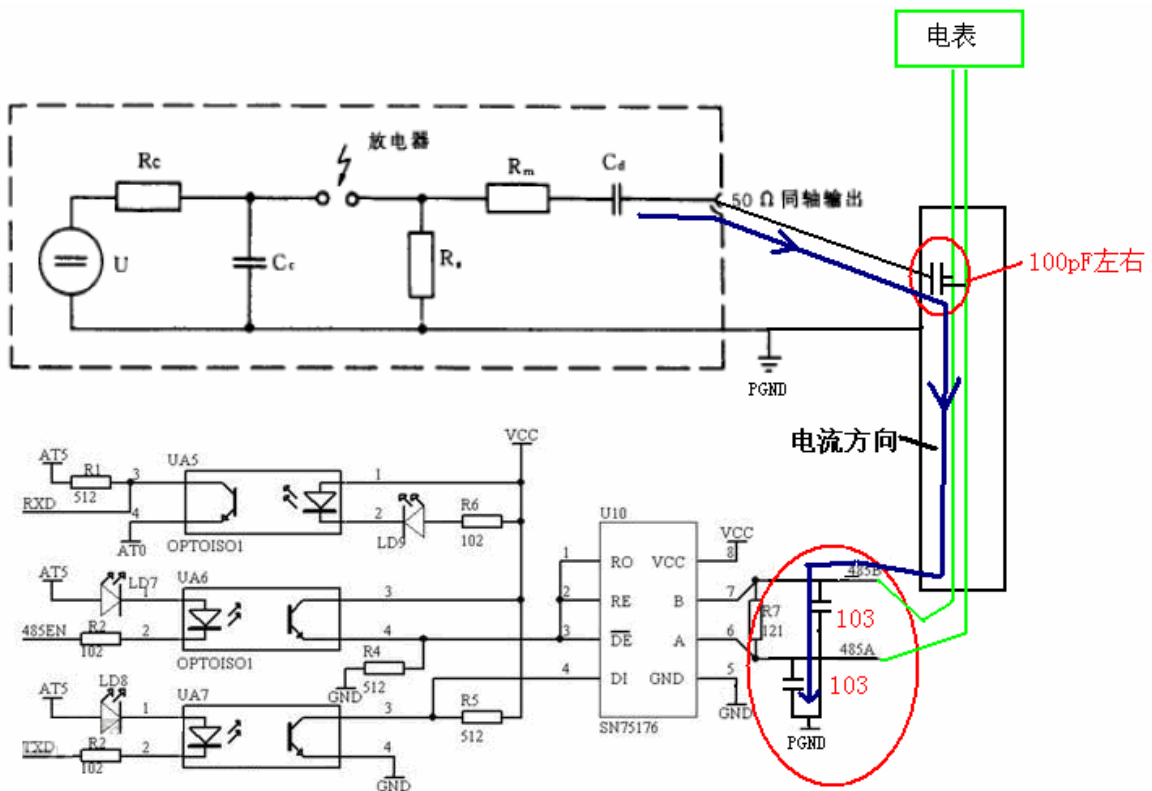 电表
放电器
Rc
Rm
Cd
50 Ω 同轴输出
U
Cc
Rs
100pF左右
PGND
电流方向
VCC
AT5
R1
3
UA5
1
512
RXD
4
2
R6
AT0
OPTOISO1
LD9
102
U10
VCC
8
1
RO
VCC
AT5
LD7
UA6
1
3
2
RE
B
7
485B
R7
121
103
485EN
R2
2
4
3
DE
A
6
485A
102
OPTOISO1
R4
4
DI
GND
5
103
GND
512
GND
SN75176
AT5
LD8
UA7
1
3
R5
512
PGND
TXD
R2
2
4
102
OPTOISO1
GND